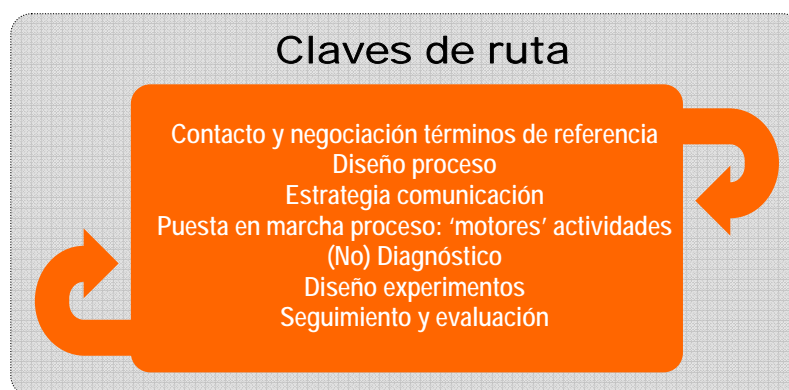 Claves de ruta
Contacto y negociación términos de referencia
Diseño proceso
Estrategia comunicación
Puesta en marcha proceso: ‘motores’ actividades
(No) Diagnóstico
Diseño experimentos
Seguimiento y evaluación